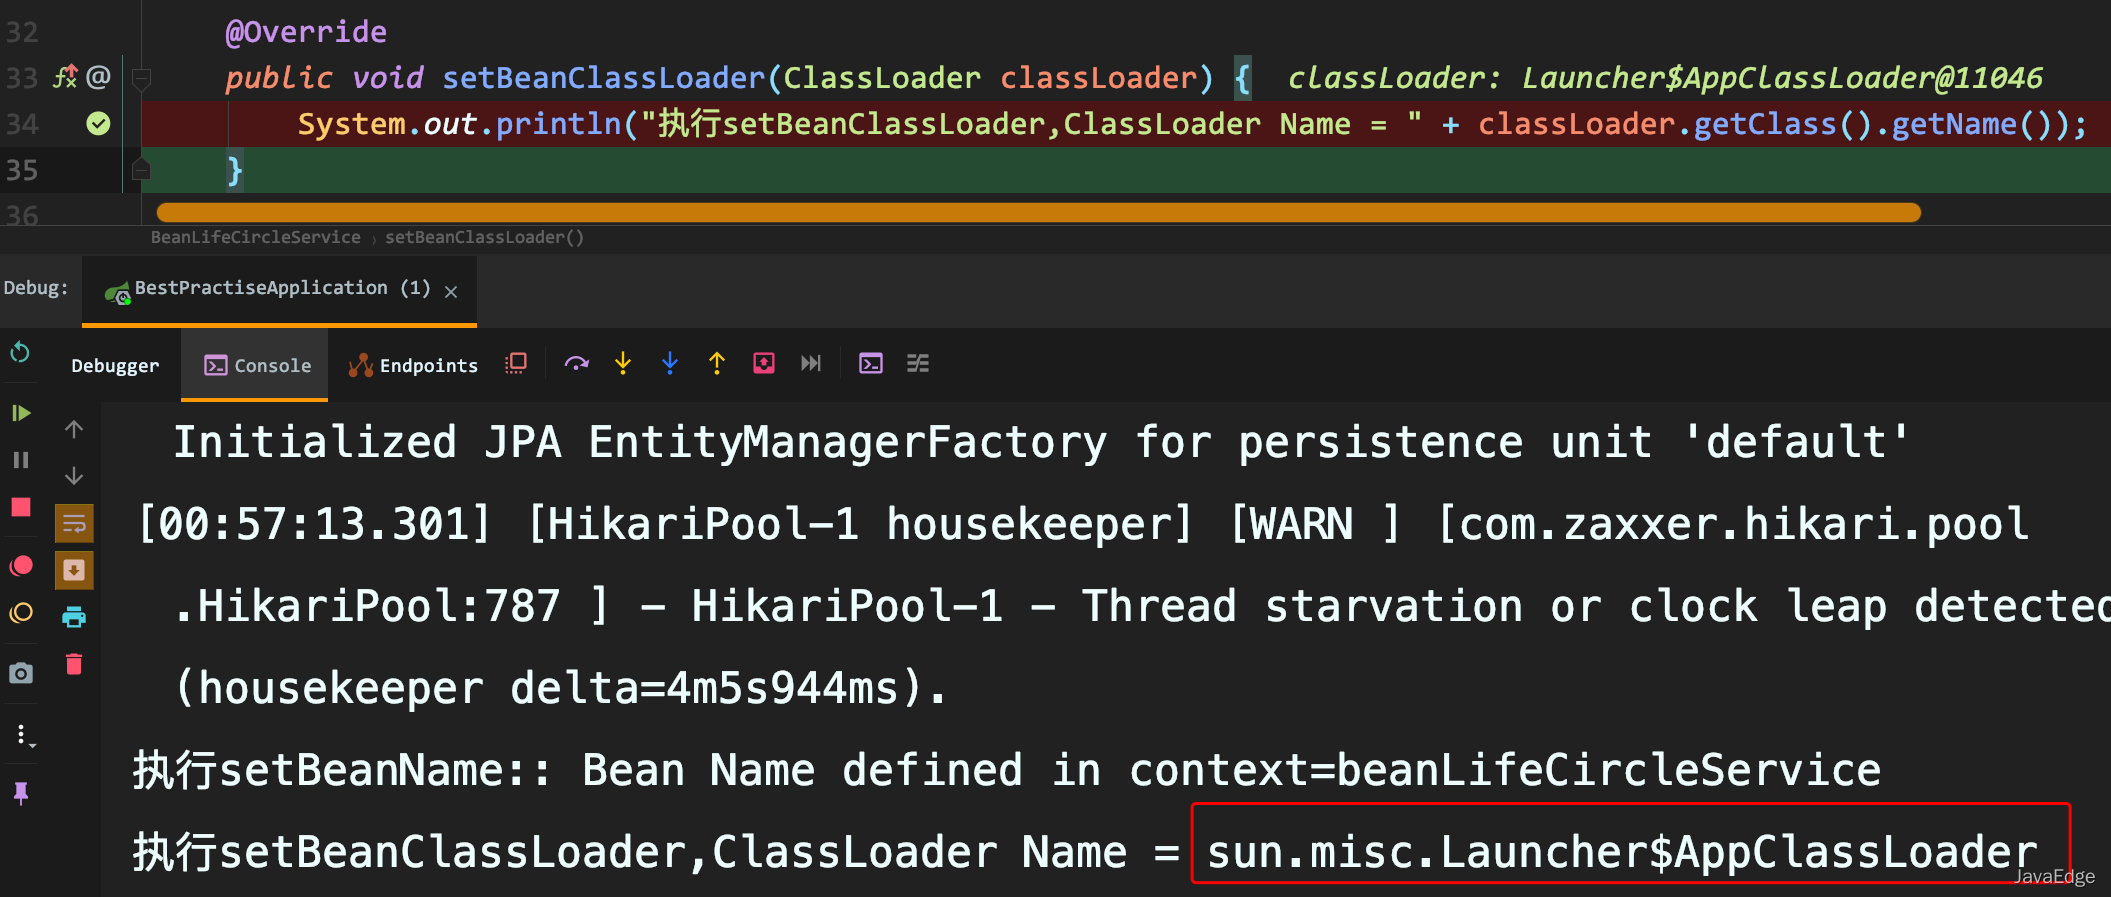 32 @Override
33 public void setBeanClassLoader(ClassLoader classLoader) { classLoader: Launcher$AppClassLoader@11046
34 System.out.println("执行setBeanClassLoader,ClassLoader Name = " + classLoader.getClass().getName());
35 }
36
BeanLifeCircleService › setBeanClassLoader()
Debug: BestPractiseApplication (1) ×
Debugger Console Endpoints
Initialized JPA EntityManagerFactory for persistence unit 'default'
[00:57:13.301] [HikariPool-1 housekeeper] [WARN ] [com.zaxxer.hikari.pool
.HikariPool:787 ] - HikariPool-1 - Thread starvation or clock leap detected
(housekeeper delta=4m5s944ms).
执行setBeanName:: Bean Name defined in context=beanLifeCircleService
执行setBeanClassLoader,ClassLoader Name = sun.misc.Launcher$AppClassLoader
JavaEdge